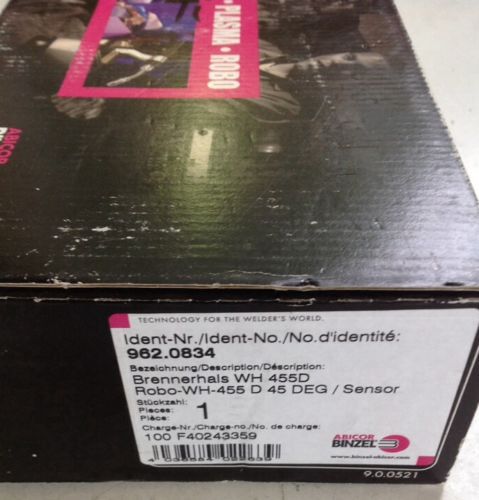 • PLASMA • ROBO
ABICOR
TECHNOLOGY FOR THE WELDER'S WORLD.
Ident-Nr./Ident-No./No.d'identité:
962.0834
Bezeichnung/Description/Déscription:
Brennerhals WH 455D
Robo-WH-455 D 45 DEG / Sensor
Stückzahl:
Pieces: 1
Pièce:
Charge-Nr./Charge-no./No. de charge:
100 F40243359
ABICOR
BINZEL
www.binzel-abicor.com
9.0.0521